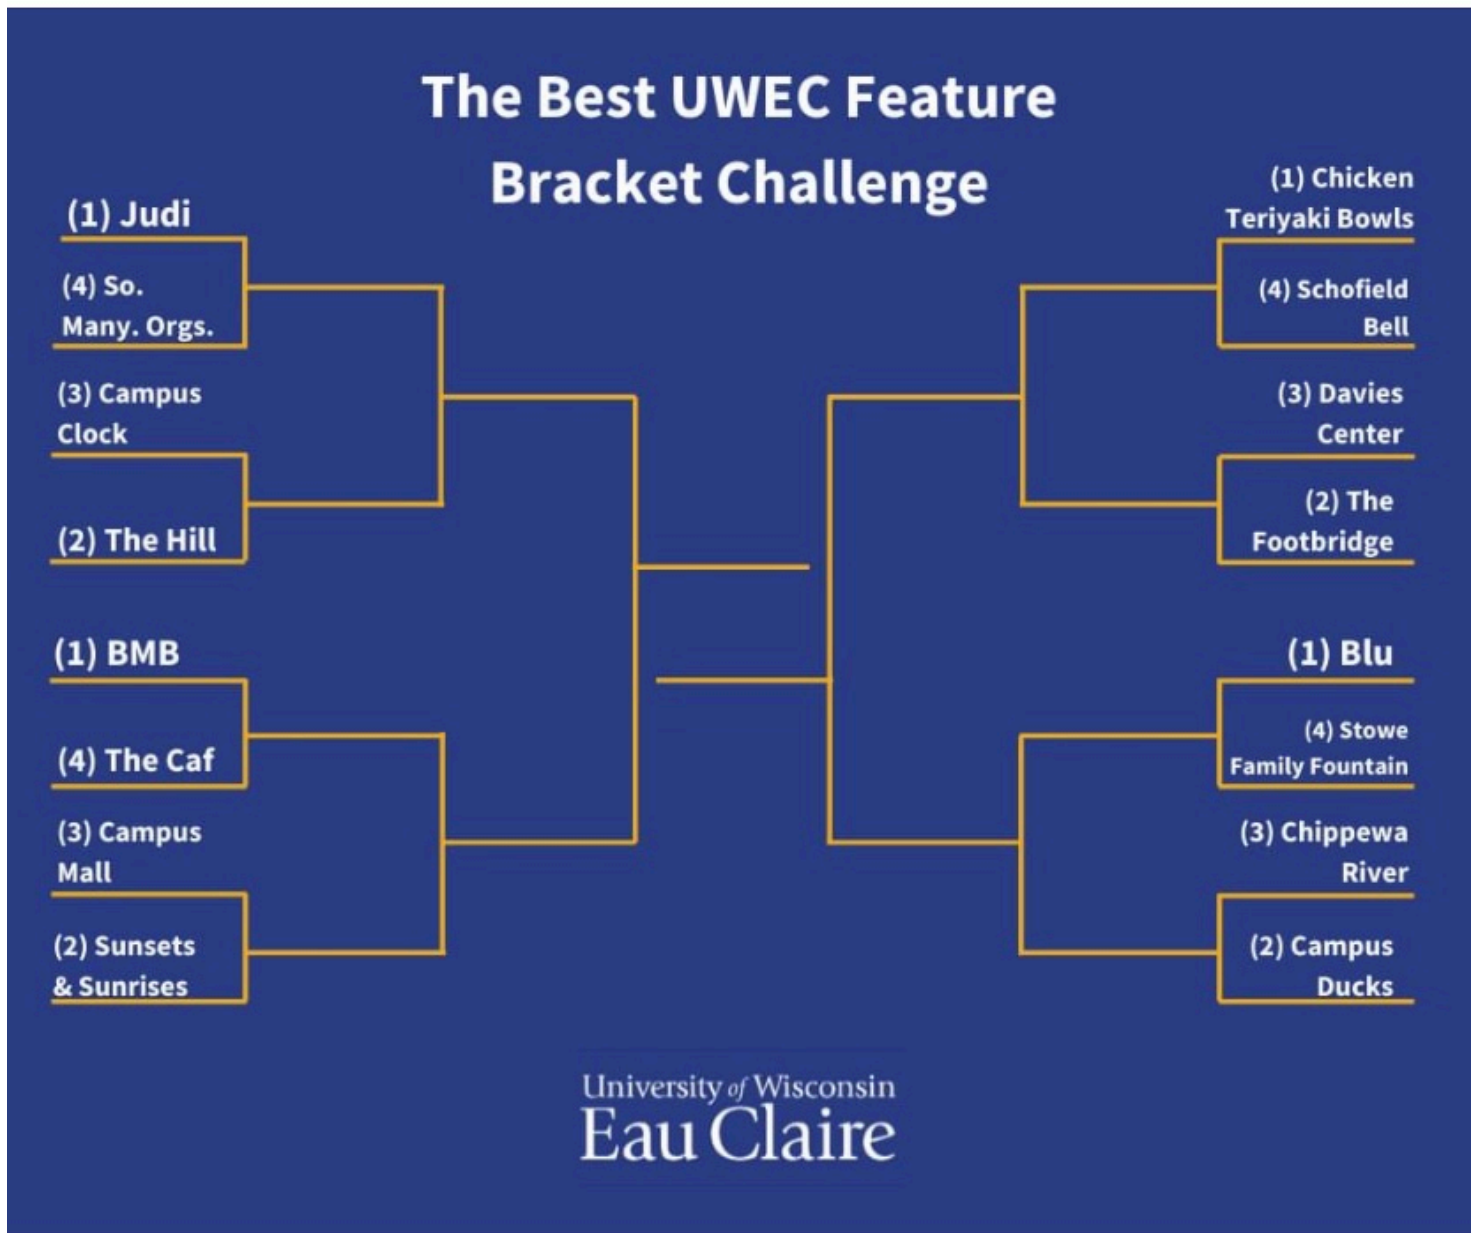 The Best UWEC Feature
Bracket Challenge
(1) Judi
(4) So.
Many. Orgs.
(3) Campus
Clock
(2) The Hill
(1) BMB
(4) The Caf
(3) Campus
Mall
(2) Sunsets
& Sunrises
(1) Chicken
Teriyaki Bowls
(4) Schofield
Bell
(3) Davies
Center
(2) The
Footbridge
(1) Blu
(4) Stowe
Family Fountain
(3) Chippewa
River
(2) Campus
Ducks
University of Wisconsin
Eau Claire